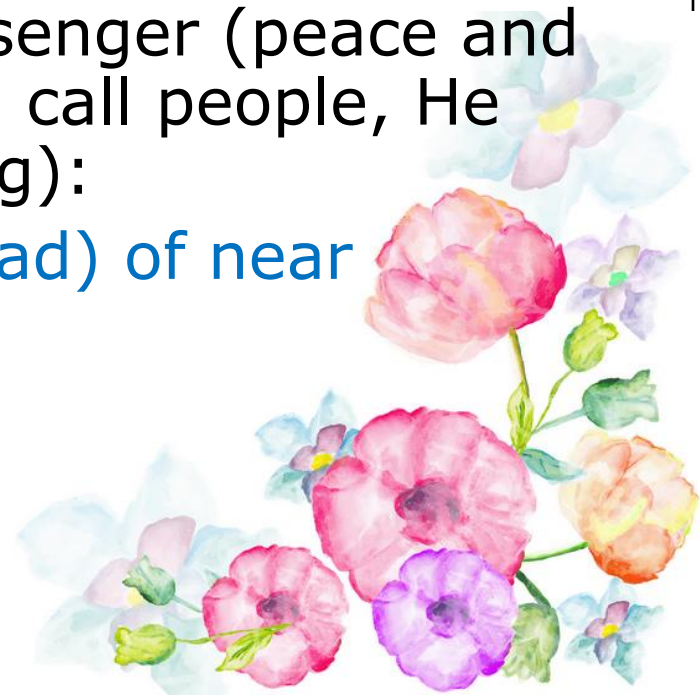 senger (peace and
call people, He
g):
ad) of near